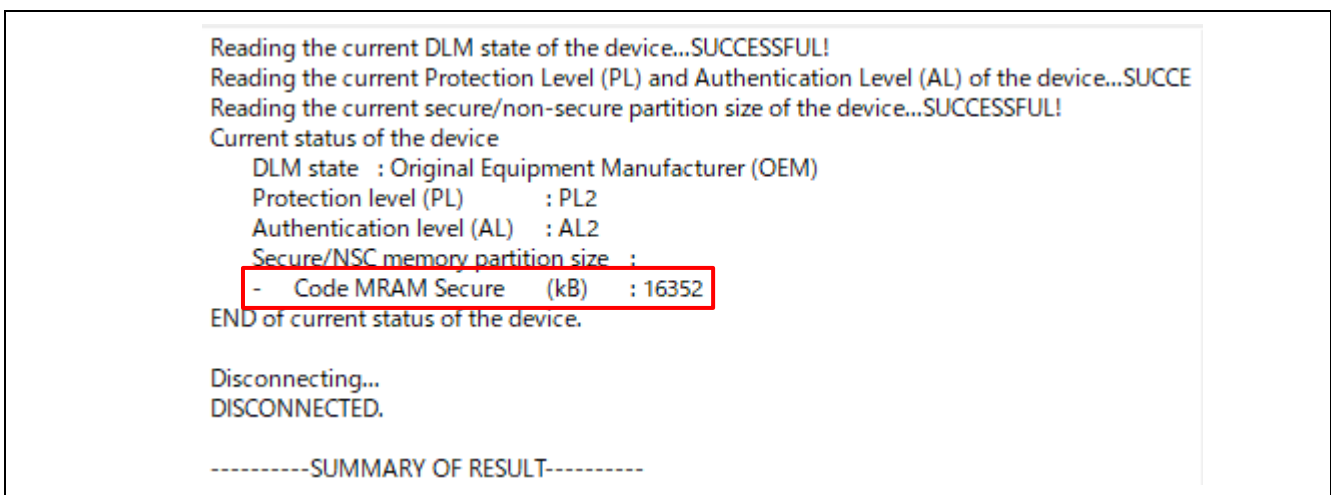 Reading the current DLM state of the device...SUCCESSFUL!
Reading the current Protection Level (PL) and Authentication Level (AL) of the device...SUCCE
Reading the current secure/non-secure partition size of the device...SUCCESSFUL!
Current status of the device
DLM state : Original Equipment Manufacturer (OEM)
Protection level (PL) : PL2
Authentication level (AL) : AL2
Secure/NSC memory partition size :
- Code MRAM Secure (kB) : 16352
END of current status of the device.
Disconnecting...
DISCONNECTED.
----------SUMMARY OF RESULT----------